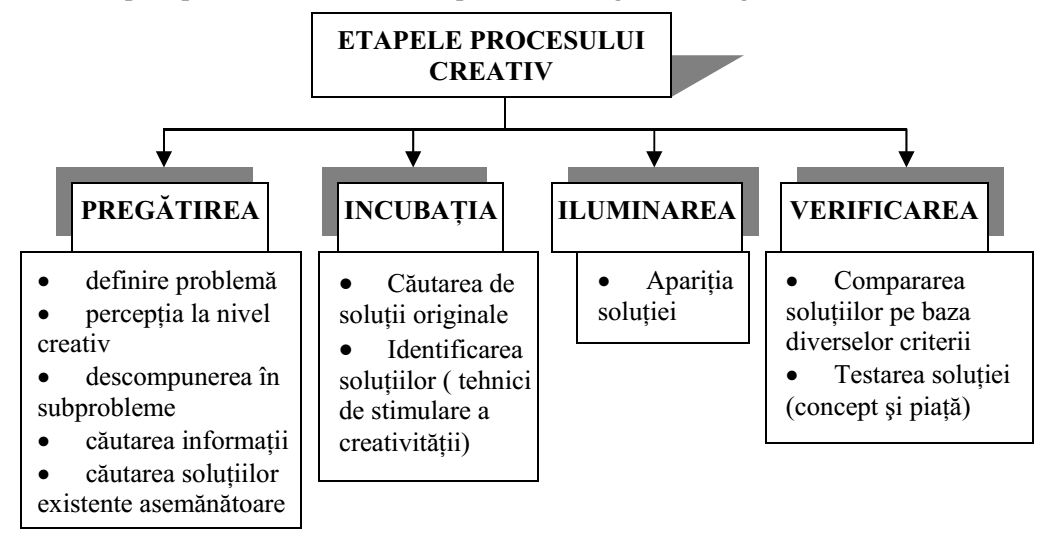 ETAPELE PROCESULUI
CREATIV
PREGĂTIREA
• definire problemă
• percepția la nivel
creativ
• descompunerea în
subprobleme
• căutarea informații
• căutarea soluțiilor
existente asemănătoare
INCUBAȚIA
• Căutarea de
soluții originale
• Identificarea
soluțiilor ( tehnici
de stimulare a
creativității)
ILUMINAREA
• Apariția
soluției
VERIFICAREA
• Compararea
soluțiilor pe baza
diverselor criterii
• Testarea soluției
(concept şi piață)